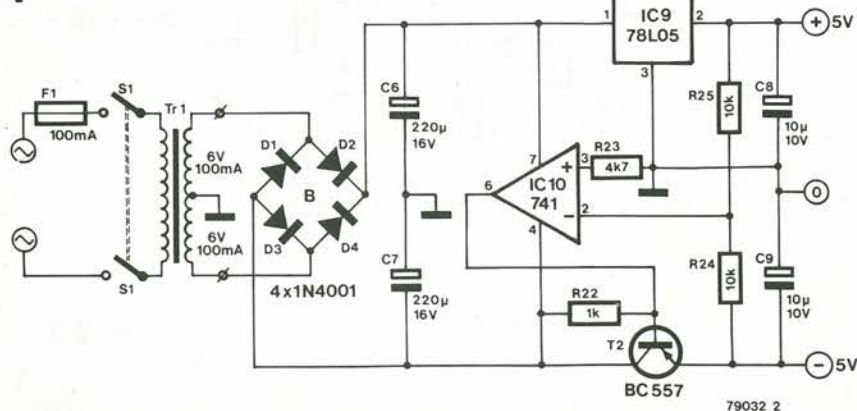 IC9
78L05
1
2
3
+ 5V
F1
100mA
S1
Tr1
6V
100mA
6V
100mA
S1
D1
D2
B
D3
D4
4x1N4001
C6
220µ
16V
C7
220µ
16V
7
6
IC10
741
+
−
4
3
2
R23
4k7
R25
10k
C8
10µ
10V
0
R24
10k
C9
10µ
10V
R22
1k
T2
BC557
− 5V
79032 2